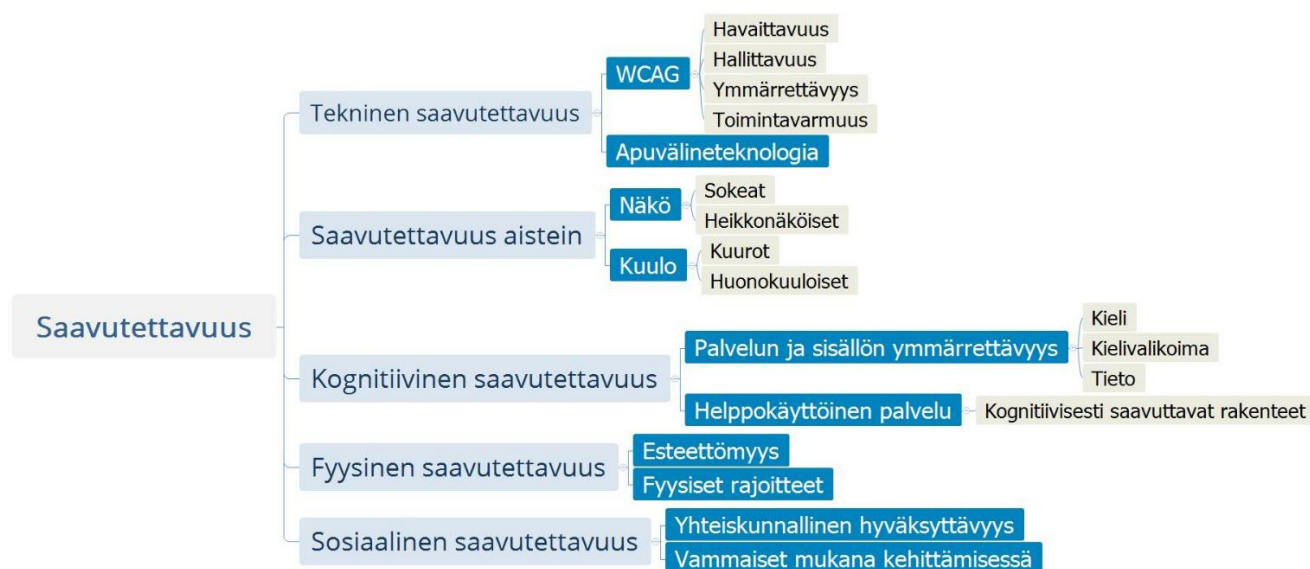 Saavutettavuus
Tekninen saavutettavuus
WCAG
Havaittavuus
Hallittavuus
Ymmärrettävyys
Toimintavarmuus
Apuvälineteknologia
Saavutettavuus aistein
Näkö
Sokeat
Heikkonäköiset
Kuulo
Kuurot
Huonokuuloiset
Kognitiivinen saavutettavuus
Palvelun ja sisällön ymmärrettävyys
Kieli
Kielivalikoima
Tieto
Helppokäyttöinen palvelu
Kognitiivisesti saavuttavat rakenteet
Fyysinen saavutettavuus
Esteettömyys
Fyysiset rajoitteet
Sosiaalinen saavutettavuus
Yhteiskunnallinen hyväksyttävyys
Vammaiset mukana kehittämisessä